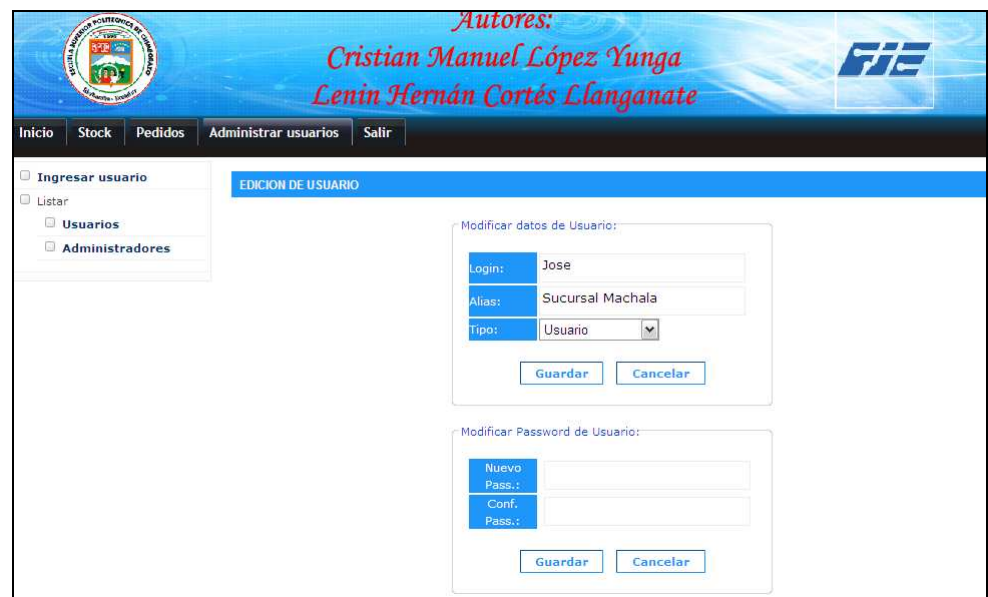 Autores:
Cristian Manuel López Yunga
Lenin Hernán Cortés Llanganate
FIE
Inicio Stock Pedidos Administrar usuarios Salir
Ingresar usuario
Listar
Usuarios
Administradores
EDICION DE USUARIO
Modificar datos de Usuario:
Login: Jose
Alias: Sucursal Machala
Tipo: Usuario
Guardar Cancelar
Modificar Password de Usuario:
Nuevo
Pass.:
Conf.
Pass.:
Guardar Cancelar